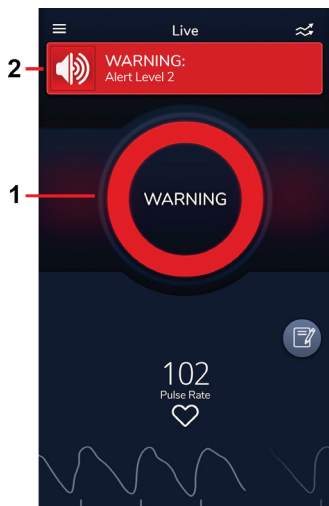 Live
2
WARNING:
Alert Level 2
1
WARNING
102
Pulse Rate